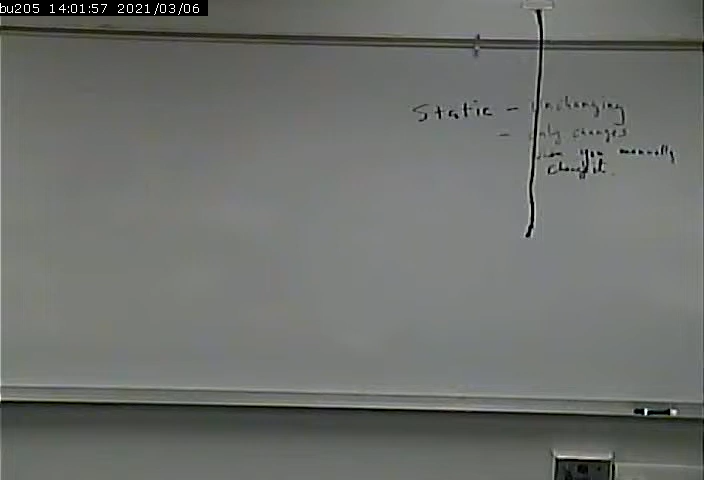 bu205 14:01:57 2021/03/06
Static - Unchanging
- only changes
when you manually
change it.